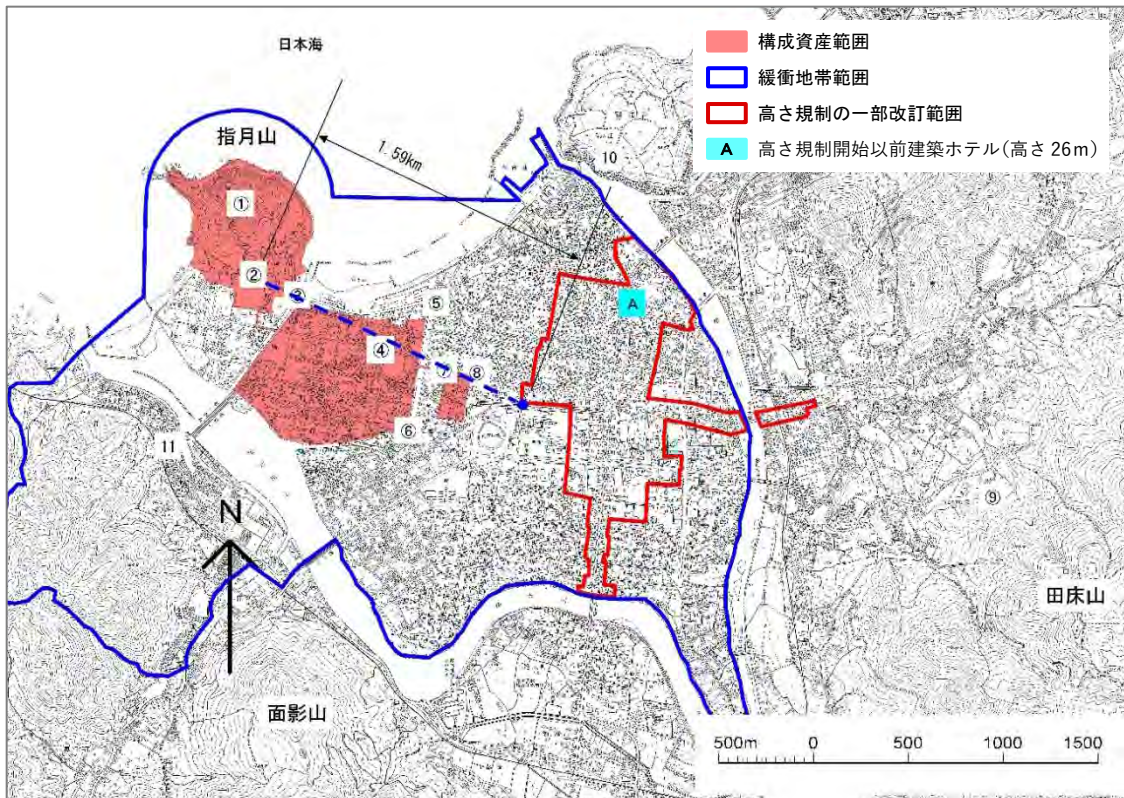 構成資産範囲
緩衝地帯範囲
高さ規制の一部改訂範囲
A 高さ規制開始以前建築ホテル(高さ 26m)
日本海
指月山
1.59km
10
①
②
③
A
⑤
④
⑦
⑧
⑥
11
⑨
N
田床山
面影山
500m 0 500 1000 1500